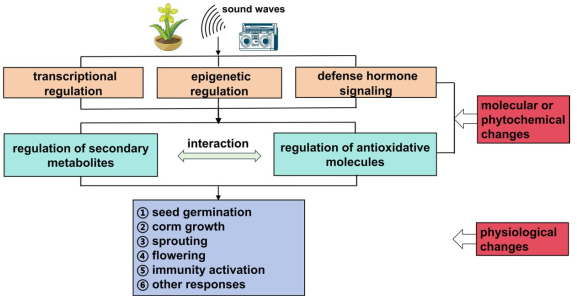 sound waves
transcriptional
regulation
epigenetic
regulation
defense hormone
signaling
molecular or
phytochemical
changes
regulation of secondary
metabolites
interaction
regulation of antioxidative
molecules
① seed germination
② corm growth
③ sprouting
④ flowering
⑤ immunity activation
⑥ other responses
physiological
changes